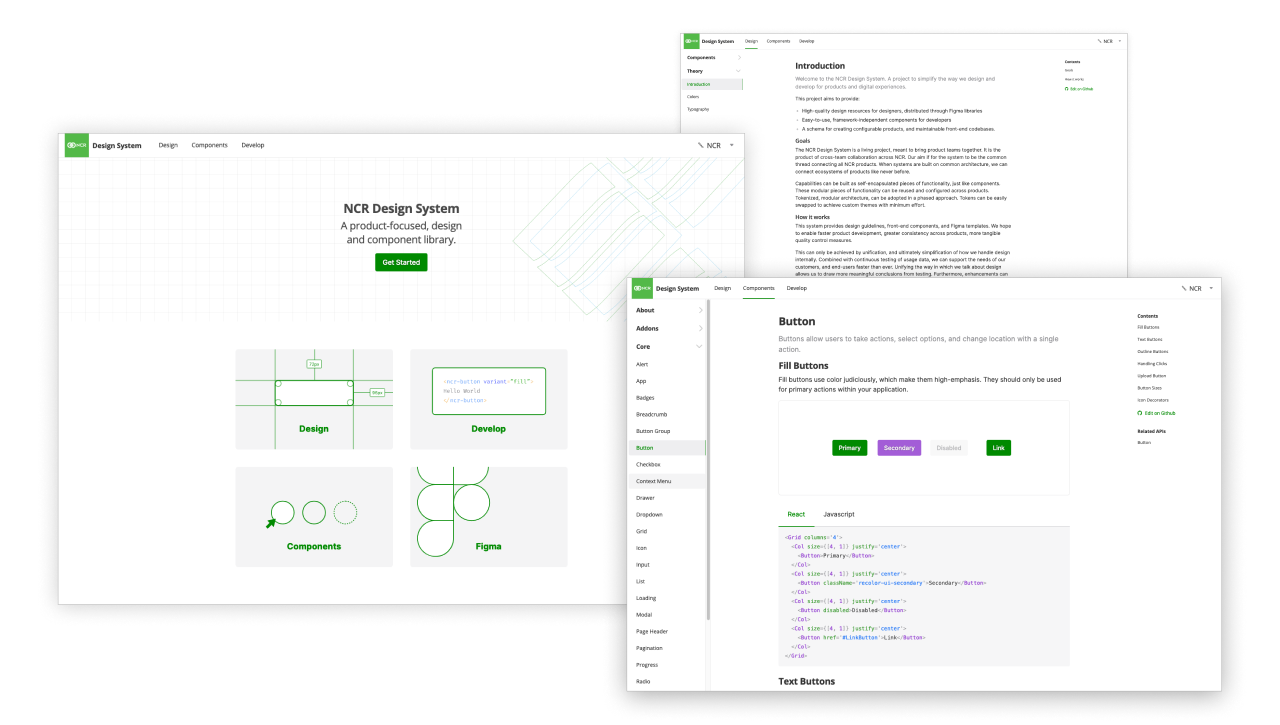 NCR Design System Design Components Develop NCR
Components
Theory
Introduction
Colors
Typography
Introduction
Welcome to the NCR Design System. A project to simplify the way we design and
develop for products and digital experiences.
This project aims to provide:
High-quality design resources for designers, distributed through Figma libraries
Easy-to-use, framework-independent components for developers
A schema for creating configurable products, and maintainable front-end codebases.
Goals
The NCR Design System is a living project, meant to bring product teams together. It is the
product of cross-team collaboration across NCR. Our aim if for the system to be the common
thread connecting all NCR products. When systems are built on common architecture, we can
connect ecosystems of products like never before.
Capabilities can be built as self-encapsulated pieces of functionality, just like components.
These modular pieces of functionality can be reused and configured across products.
Tokenized, modular architecture, can be adopted in a phased approach. Tokens can be easily
swapped to achieve custom themes with minimum effort.
How it works
This system provides design guidelines, front-end components, and Figma templates. We hope
to enable faster product development, greater consistency across products, more tangible
quality control measures.
This can only be achieved by unification, and ultimately simplification of how we handle design
internally. Combined with continuous testing of usage data, we can support the needs of our
customers, and end-users faster than ever. Unifying the way in which we talk about design
allows us to draw more meaningful conclusions from testing. Furthermore, enhancements can
Contents
Goals
How it works
Edit on Github
NCR Design System Design Components Develop NCR
NCR Design System
A product-focused, design
and component library.
Get Started
72px
56px
Design
<ncr-button variant="fill">
Hello World
</ncr-button>
Develop
Components
Figma
NCR Design System Design Components Develop NCR
About
Addons
Core
Alert
App
Badges
Breadcrumb
Button Group
Button
Checkbox
Context Menu
Drawer
Dropdown
Grid
Icon
Input
List
Loading
Modal
Page Header
Pagination
Progress
Radio
Button
Buttons allow users to take actions, select options, and change location with a single
action.
Fill Buttons
Fill buttons use color judiciously, which make them high-emphasis. They should only be used
for primary actions within your application.
Primary Secondary Disabled Link
React Javascript
<Grid columns='4'>
<Col size={[4, 1]} justify='center'>
<Button>Primary</Button>
</Col>
<Col size={[4, 1]} justify='center'>
<Button className='recolor-ui-secondary'>Secondary</Button>
</Col>
<Col size={[4, 1]} justify='center'>
<Button disabled>Disabled</Button>
</Col>
<Col size={[4, 1]} justify='center'>
<Button href='#LinkButton'>Link</Button>
</Col>
</Grid>
Text Buttons
Contents
Fill Buttons
Text Buttons
Outline Buttons
Handling Clicks
Upload Button
Button Sizes
Icon Decorators
Edit on Github
Related APIs
Button